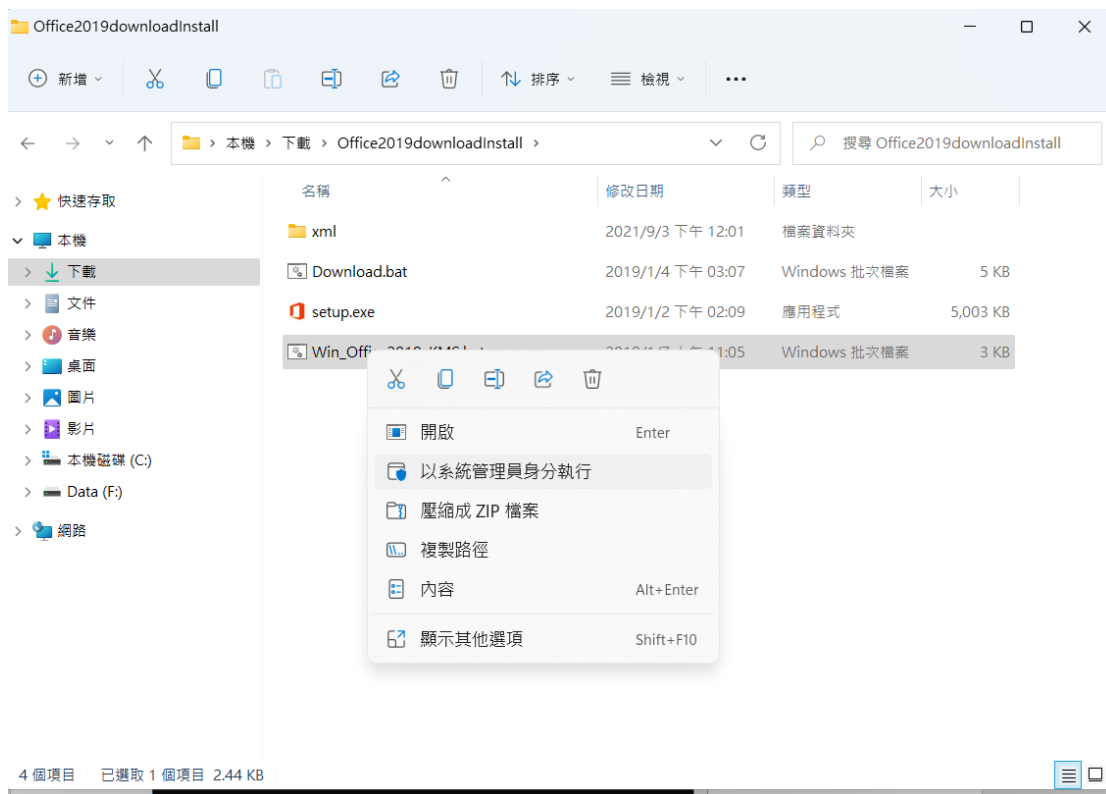 Office2019downloadInstall
新增 排序 檢視
本機 > 下載 > Office2019downloadInstall > 搜尋 Office2019downloadInstall
名稱 修改日期 類型 大小
快速存取
本機
下載
文件
音樂
桌面
圖片
影片
本機磁碟 (C:)
Data (F:)
網路
xml 2021/9/3 下午 12:01 檔案資料夾
Download.bat 2019/1/4 下午 03:07 Windows 批次檔案 5 KB
setup.exe 2019/1/2 下午 02:09 應用程式 5,003 KB
Win_Offi 1:05 Windows 批次檔案 3 KB
開啟 Enter
以系統管理員身分執行
壓縮成 ZIP 檔案
複製路徑
內容 Alt+Enter
顯示其他選項 Shift+F10
4 個項目 已選取 1 個項目 2.44 KB